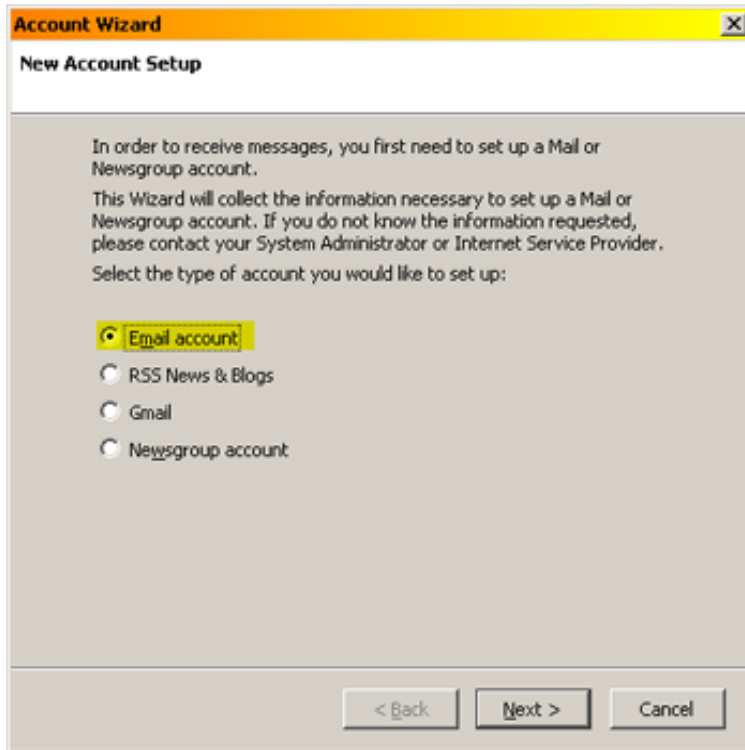 Account Wizard
New Account Setup
In order to receive messages, you first need to set up a Mail or
Newsgroup account.
This Wizard will collect the information necessary to set up a Mail or
Newsgroup account. If you do not know the information requested,
please contact your System Administrator or Internet Service Provider.
Select the type of account you would like to set up:
Email account
RSS News & Blogs
Gmail
Newsgroup account
< Back Next > Cancel